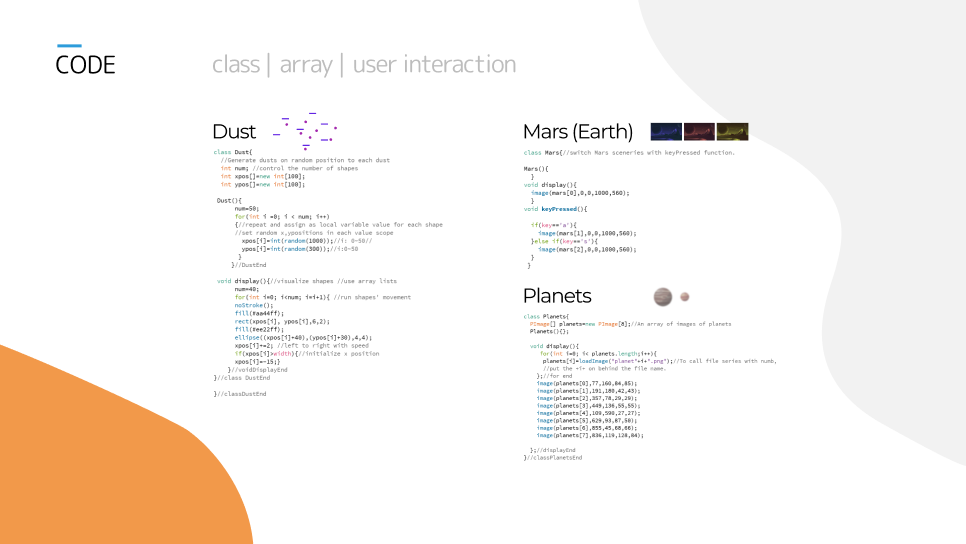 CODE
class | array | user interaction
Dust
class Dust{
//Generate dusts on random position to each dust
int num; //control the number of shapes
int xpos[]=new int[100];
int ypos[]=new int[100];
Dust(){
num=50;
for(int i =0; i < num; i++)
{//repeat and assign as local variable value for each shape
//set random x,ypositions in each value scope
xpos[i]=int(random(1000));//i: 0~50//
ypos[i]=int(random(300));//i:0~50
}
}//DustEnd
void display(){//visualize shapes //use array lists
num=40;
for(int i=0; i<num; i=i+1){ //run shapes' movement
noStroke();
fill(#aa44ff);
rect(xpos[i], ypos[i],6,2);
fill(#ee22ff);
ellipse((xpos[i]+40),(ypos[i]+30),4,4);
xpos[i]+=2; //left to right with speed
if(xpos[i]>width){//initialize x position
xpos[i]=-15;}
}//voidDisplayEnd
}//class DustEnd
}//classDustEnd
Mars (Earth)
class Mars{//switch Mars sceneries with keyPressed function.
Mars(){
}
void display(){
image(mars[0],0,0,1000,560);
}
void keyPressed(){
if(key=='a'){
image(mars[1],0,0,1000,560);
}else if(key=='s'){
image(mars[2],0,0,1000,560);
}
}
Planets
class Planets{
PImage[] planets=new PImage[8];//An array of images of planets
Planets(){};
void display(){
for(int i=0; i< planets.length;i++){
planets[i]=loadImage("planet"+i+".png");//To call file series with numb,
//put the +i+ on behind the file name.
};//for end
image(planets[0],77,160,84,85);
image(planets[1],191,180,42,43);
image(planets[2],357,78,29,29);
image(planets[3],449,136,55,55);
image(planets[4],109,598,27,27);
image(planets[5],629,93,87,50);
image(planets[6],855,45,68,66);
image(planets[7],836,119,128,84);
};//displayEnd
}//classPlanetsEnd